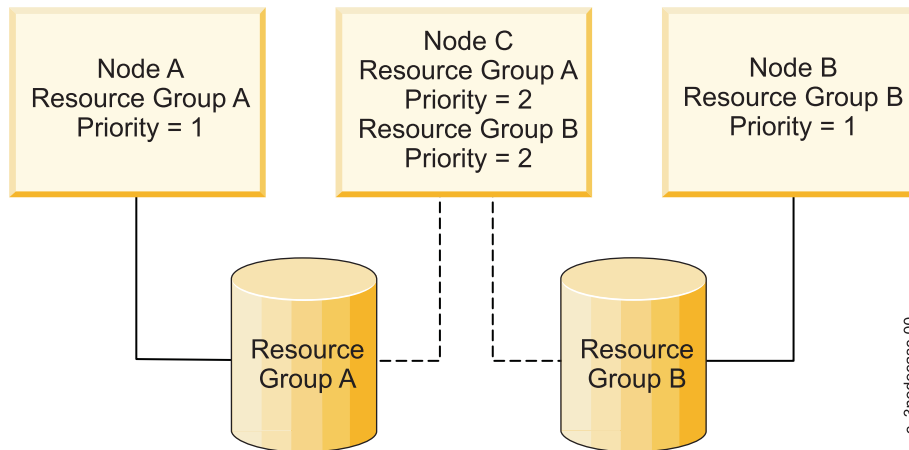 Node A
Resource Group A
Priority = 1
Node C
Resource Group A
Priority = 2
Resource Group B
Priority = 2
Node B
Resource Group B
Priority = 1
Resource
Group A
Resource
Group B